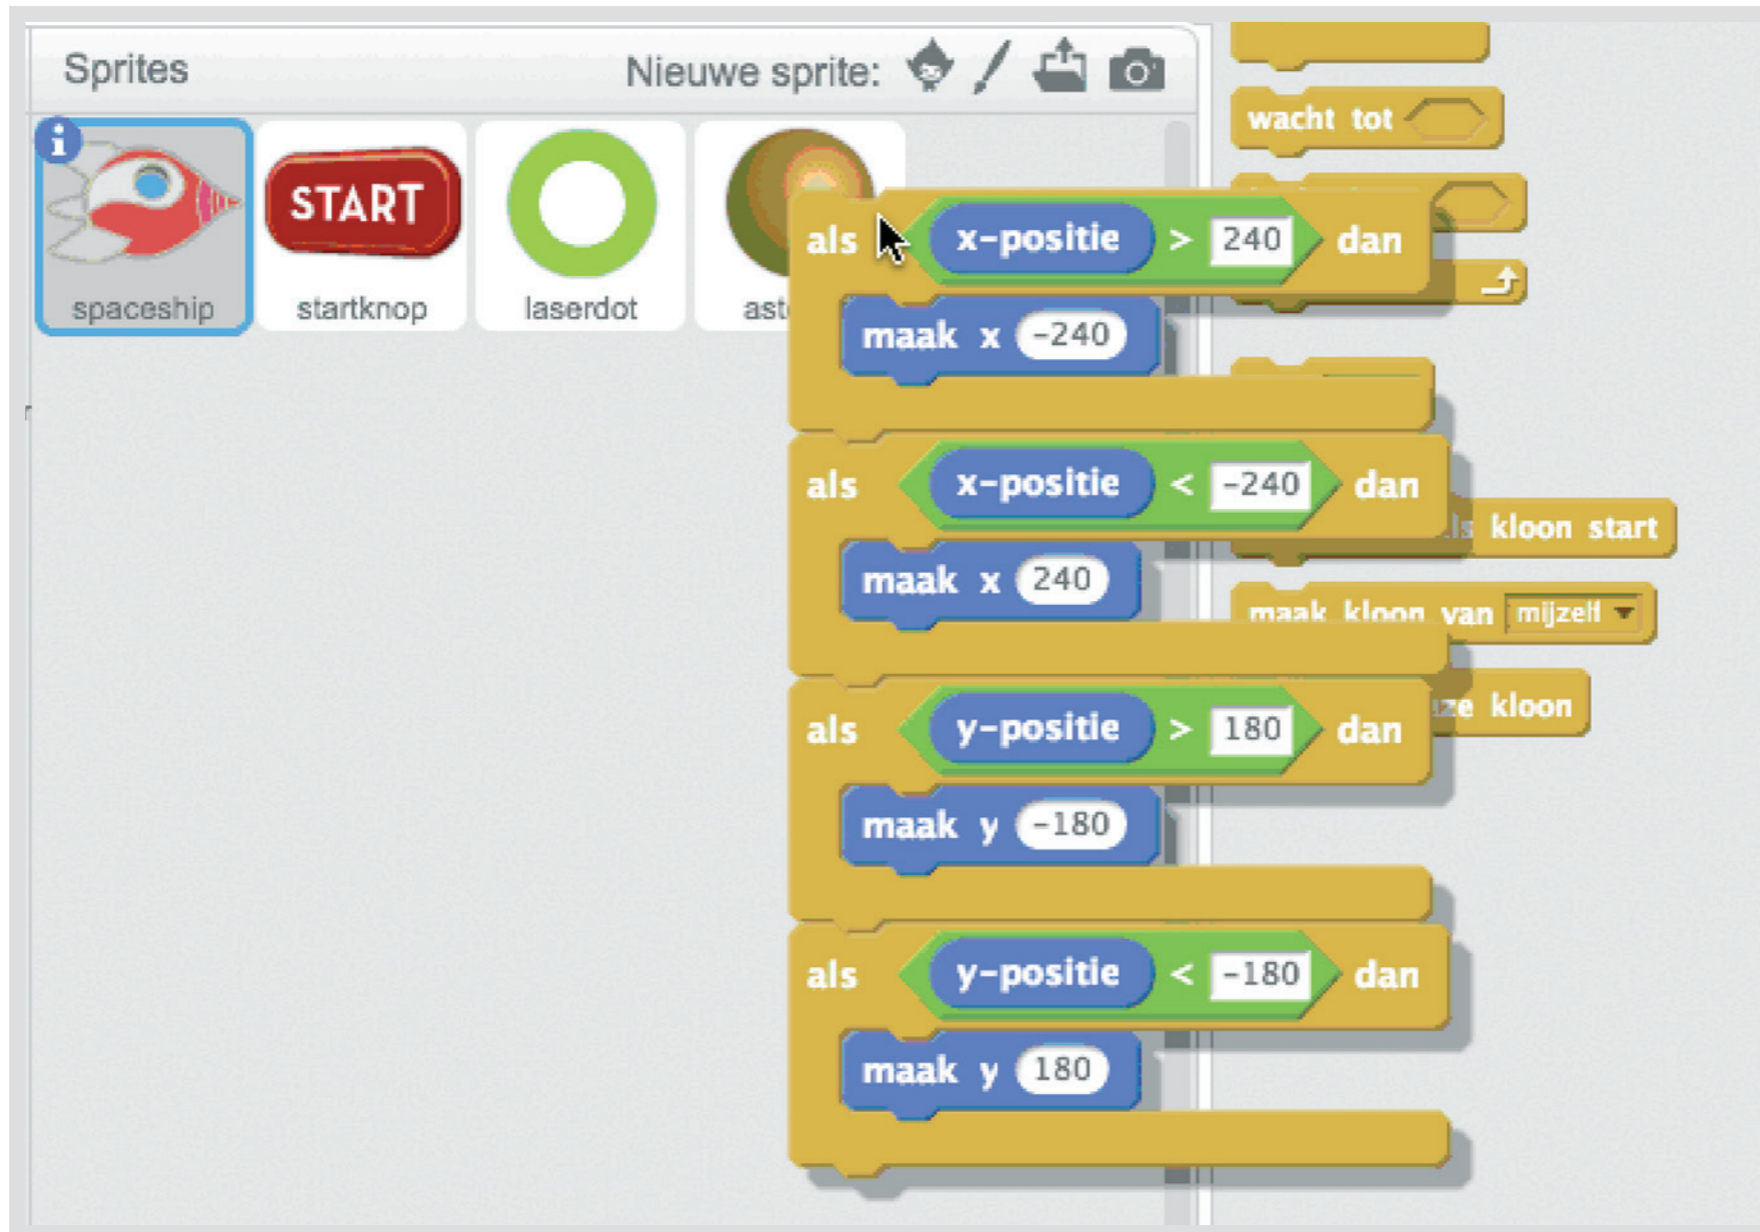 Sprites
Nieuwe sprite:
START
spaceship
startknop
laserdot
als x-positie > 240 dan
maak x -240
als x-positie < -240 dan
maak x 240
als y-positie > 180 dan
maak y -180
als y-positie < -180 dan
maak y 180
wacht tot
kloon start
maak kloon van mijzelf
kloon